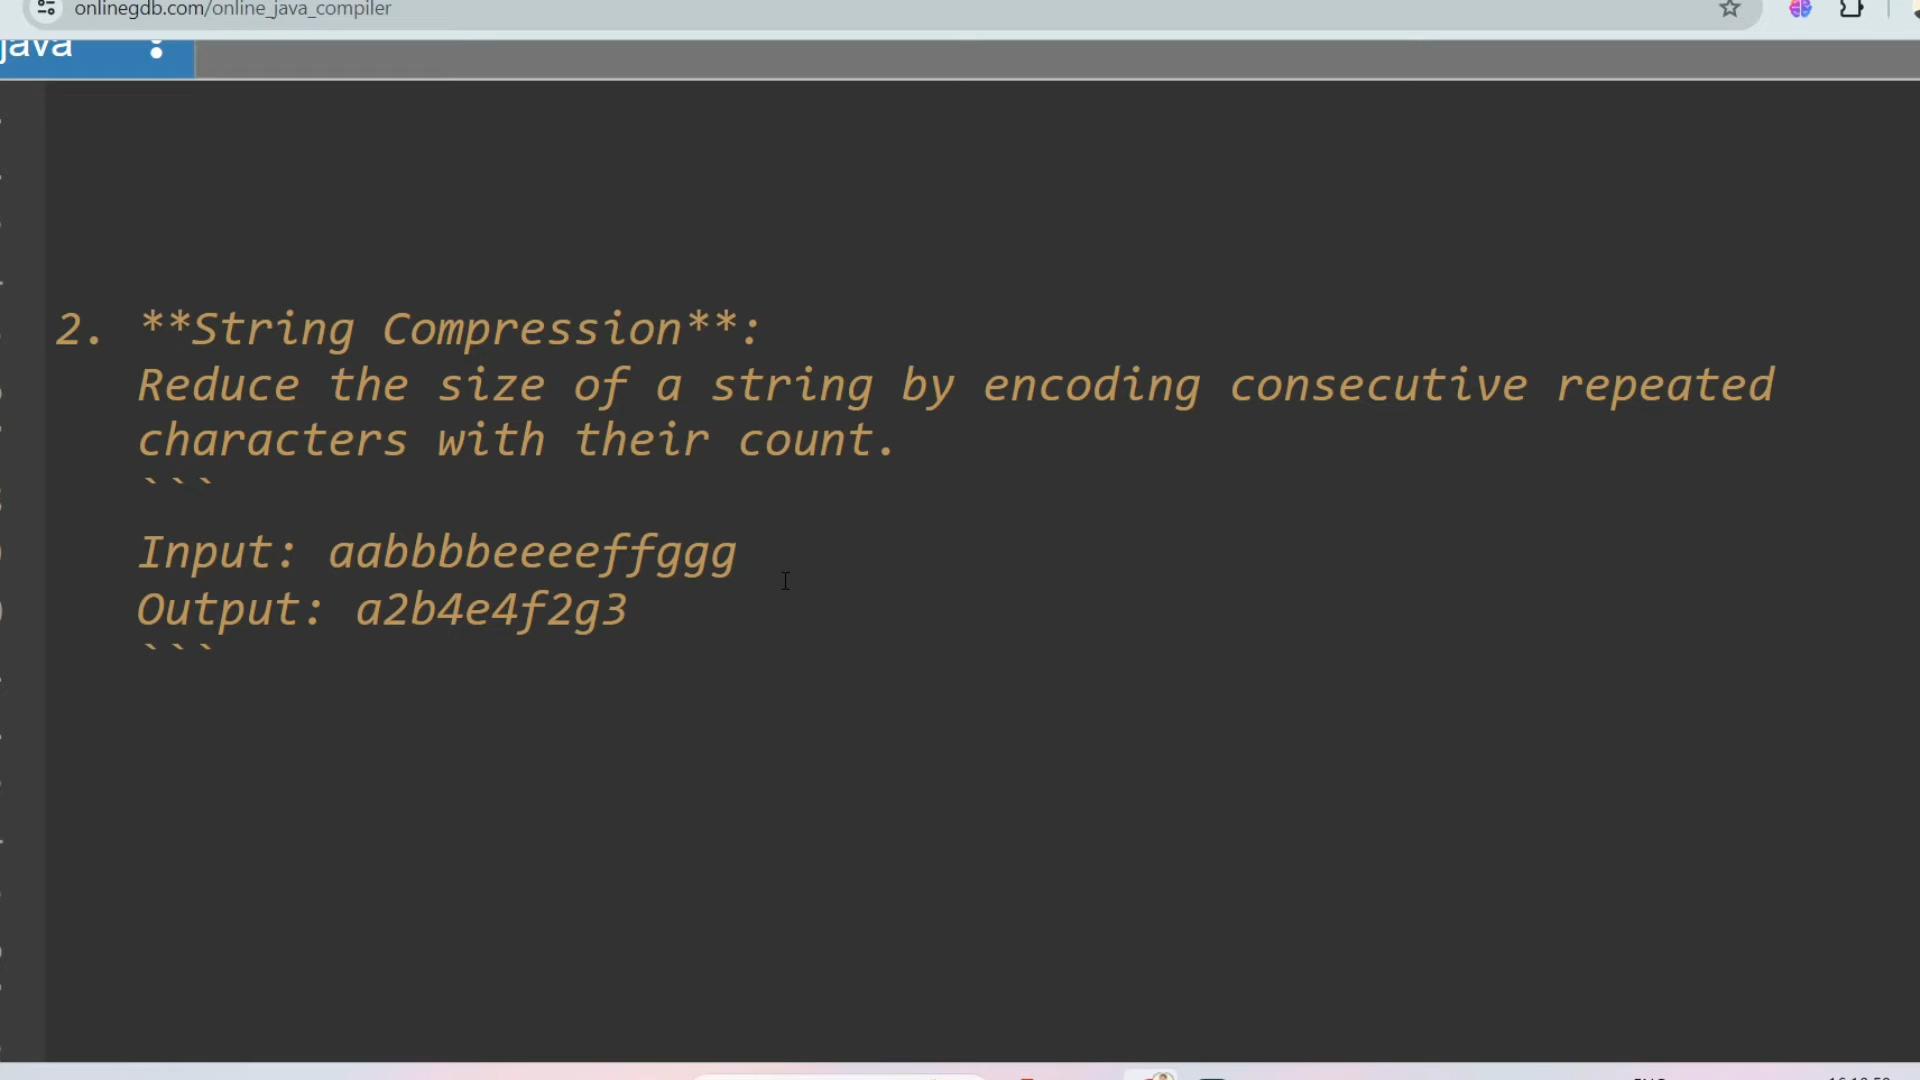 onlinegdb.com/online_java_compiler
java
2. **String Compression**:
Reduce the size of a string by encoding consecutive repeated
characters with their count.
```
Input: aabbbbeeeeffggg
Output: a2b4e4f2g3
```